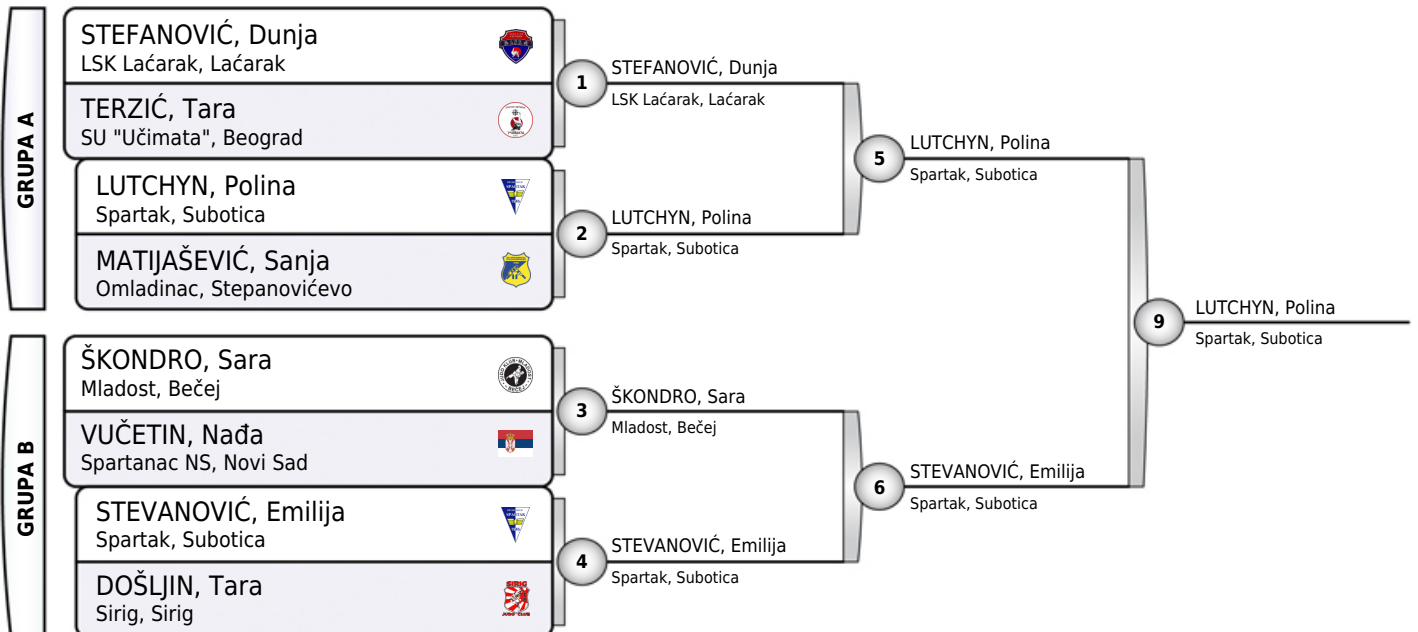 GRUPA A
STEFANOVIĆ, Dunja
LSK Laćarak, Laćarak
TERZIĆ, Tara
SU "Učimata", Beograd
LUTCHYN, Polina
Spartak, Subotica
MATIJAŠEVIĆ, Sanja
Omladinac, Stepanovićevo
1
STEFANOVIĆ, Dunja
LSK Laćarak, Laćarak
2
LUTCHYN, Polina
Spartak, Subotica
5
LUTCHYN, Polina
Spartak, Subotica
GRUPA B
ŠKONDRO, Sara
Mladost, Bečej
VUČETIN, Nađa
Spartanac NS, Novi Sad
STEVANOVIĆ, Emilija
Spartak, Subotica
DOŠLJIN, Tara
Sirig, Sirig
SIRIG
JUDO CLUB
3
ŠKONDRO, Sara
Mladost, Bečej
4
STEVANOVIĆ, Emilija
Spartak, Subotica
6
STEVANOVIĆ, Emilija
Spartak, Subotica
9
LUTCHYN, Polina
Spartak, Subotica